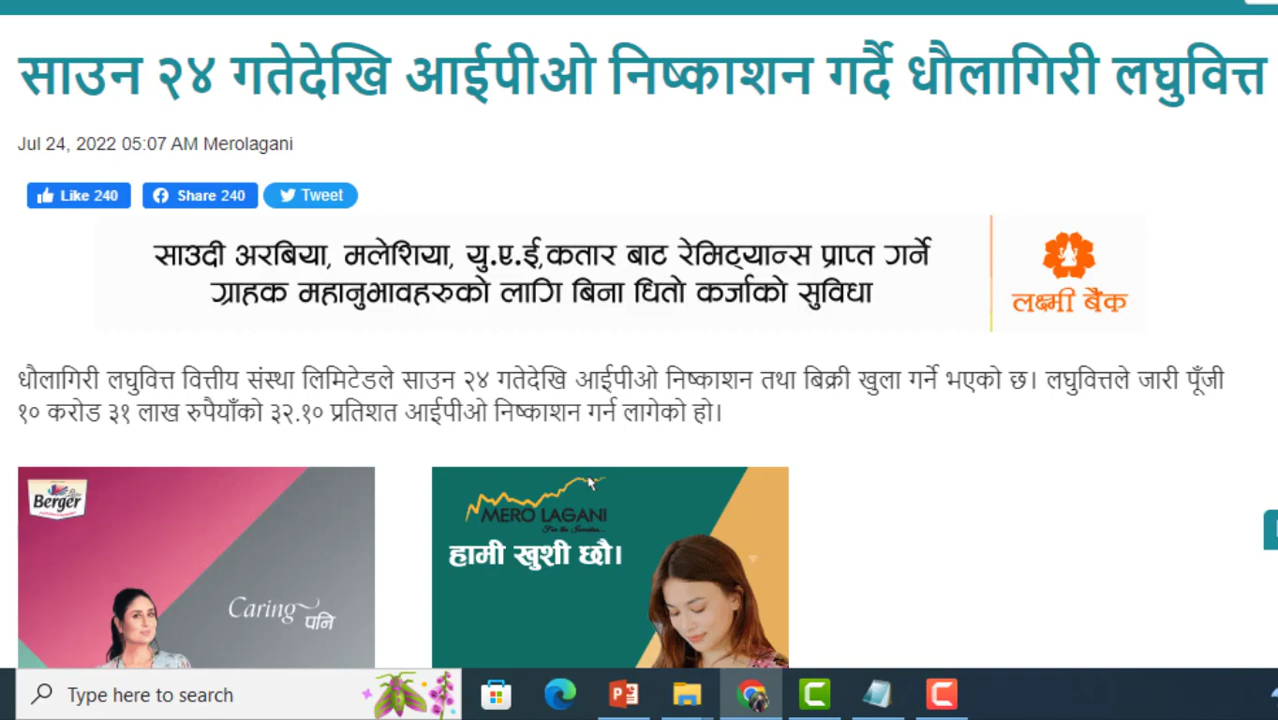 साउन २४ गतेदेखि आईपीओ निष्काशन गर्दै धौलागिरी लघुवित्त
Jul 24, 2022 05:07 AM Merolagani
Like 240 Share 240 Tweet
साउदी अरबिया, मलेशिया, यु.ए.ई,कतार बाट रेमिट्यान्स प्राप्त गर्ने
ग्राहक महानुभावहरुको लागि बिना धितो कर्जाको सुविधा
लक्ष्मी बैंक
धौलागिरी लघुवित्त वित्तीय संस्था लिमिटेडले साउन २४ गतेदेखि आईपीओ निष्काशन तथा बिक्री खुला गर्ने भएको छ। लघुवित्तले जारी पूँजी
१० करोड ३१ लाख रुपैयाँको ३२.१० प्रतिशत आईपीओ निष्काशन गर्न लागेको हो।
Berger
Caring
पनि
MERO LAGANI
हामी खुशी छौ।
Type here to search